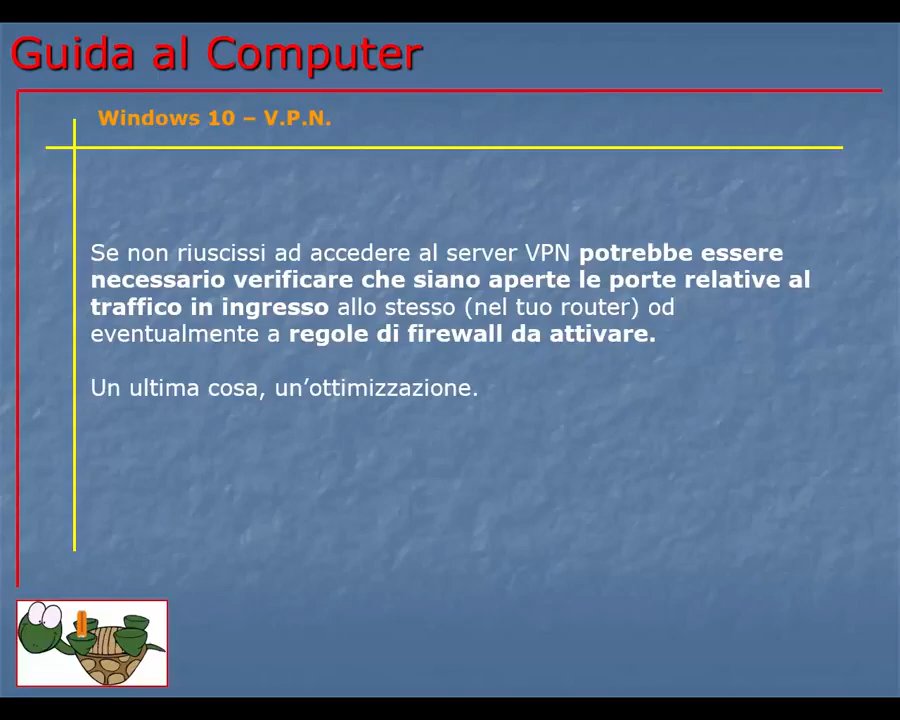 Guida al Computer
Windows 10 – V.P.N.
Se non riuscissi ad accedere al server VPN potrebbe essere
necessario verificare che siano aperte le porte relative al
traffico in ingresso allo stesso (nel tuo router) od
eventualmente a regole di firewall da attivare.
Un ultima cosa, un’ottimizzazione.